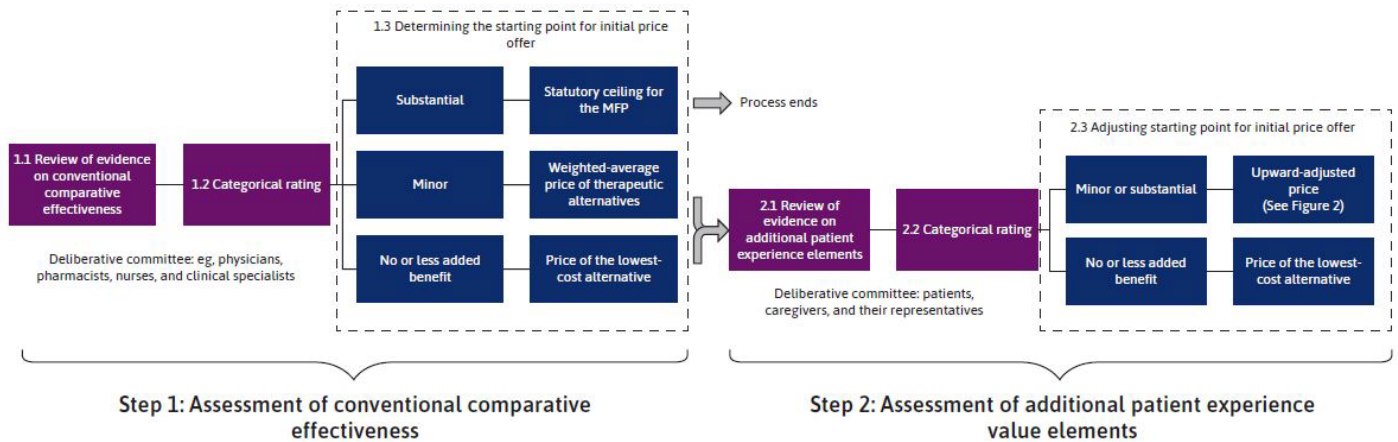 1.3 Determining the starting point for initial price
offer
Substantial
Statutory ceiling for
the MFP
Process ends
1.1 Review of evidence
on conventional
comparative
effectiveness
1.2 Categorical rating
Minor
Weighted-average
price of therapeutic
alternatives
No or less added
benefit
Price of the lowest-
cost alternative
Deliberative committee: eg, physicians,
pharmacists, nurses, and clinical specialists
2.1 Review of
evidence on
additional patient
experience elements
2.2 Categorical rating
Deliberative committee: patients,
caregivers, and their representatives
2.3 Adjusting starting point for initial price offer
Minor or substantial
Upward-adjusted
price
(See Figure 2)
No or less added
benefit
Price of the lowest-
cost alternative
Step 1: Assessment of conventional comparative
effectiveness
Step 2: Assessment of additional patient experience
value elements